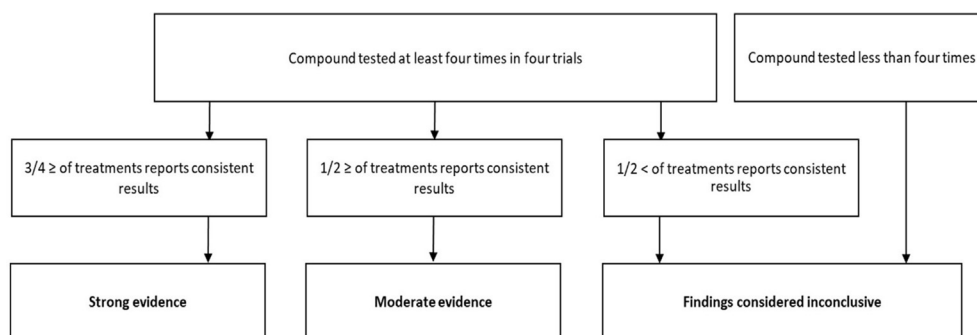 Compound tested at least four times in four trials
Compound tested less than four times
3/4 ≥ of treatments reports consistent
results
1/2 ≥ of treatments reports consistent
results
1/2 < of treatments reports consistent
results
Strong evidence
Moderate evidence
Findings considered inconclusive